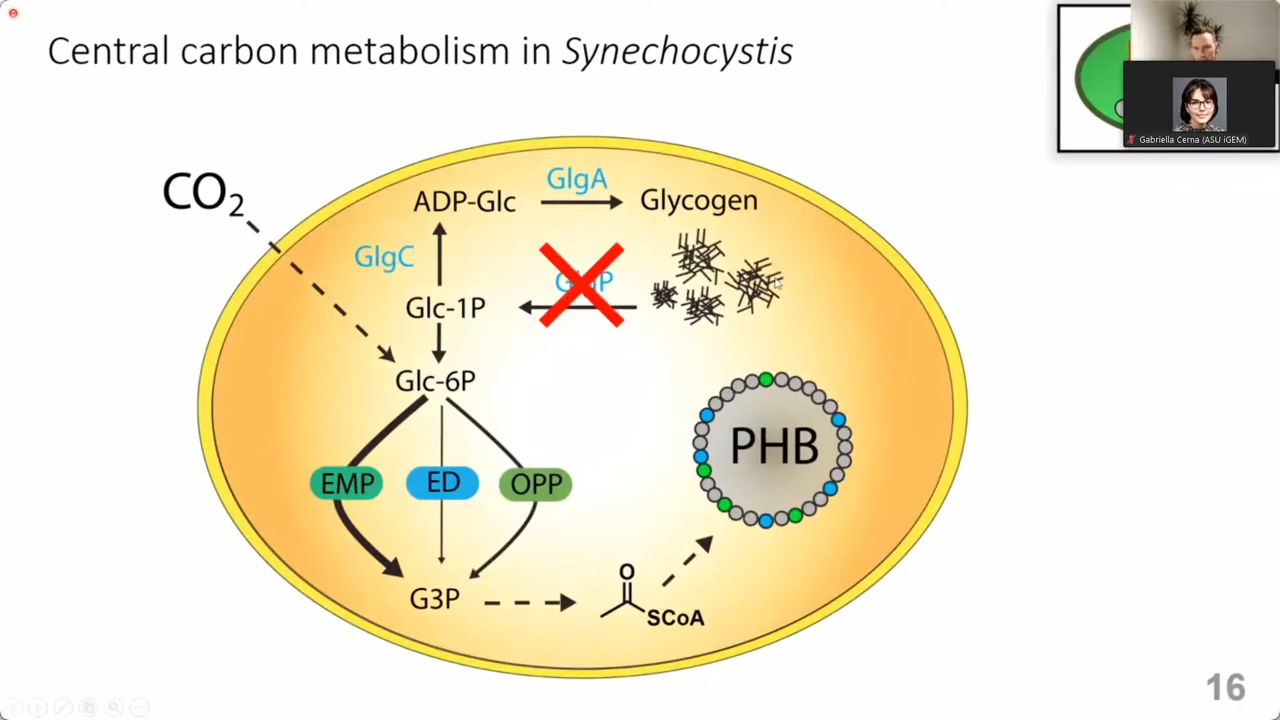 Central carbon metabolism in Synechocystis
Gabriella Cerna (ASU iGEM)
CO₂
ADP-Glc
GlgA
Glycogen
GlgC
Glc-1P
Glc-6P
EMP
ED
OPP
PHB
G3P
O
SCoA
16